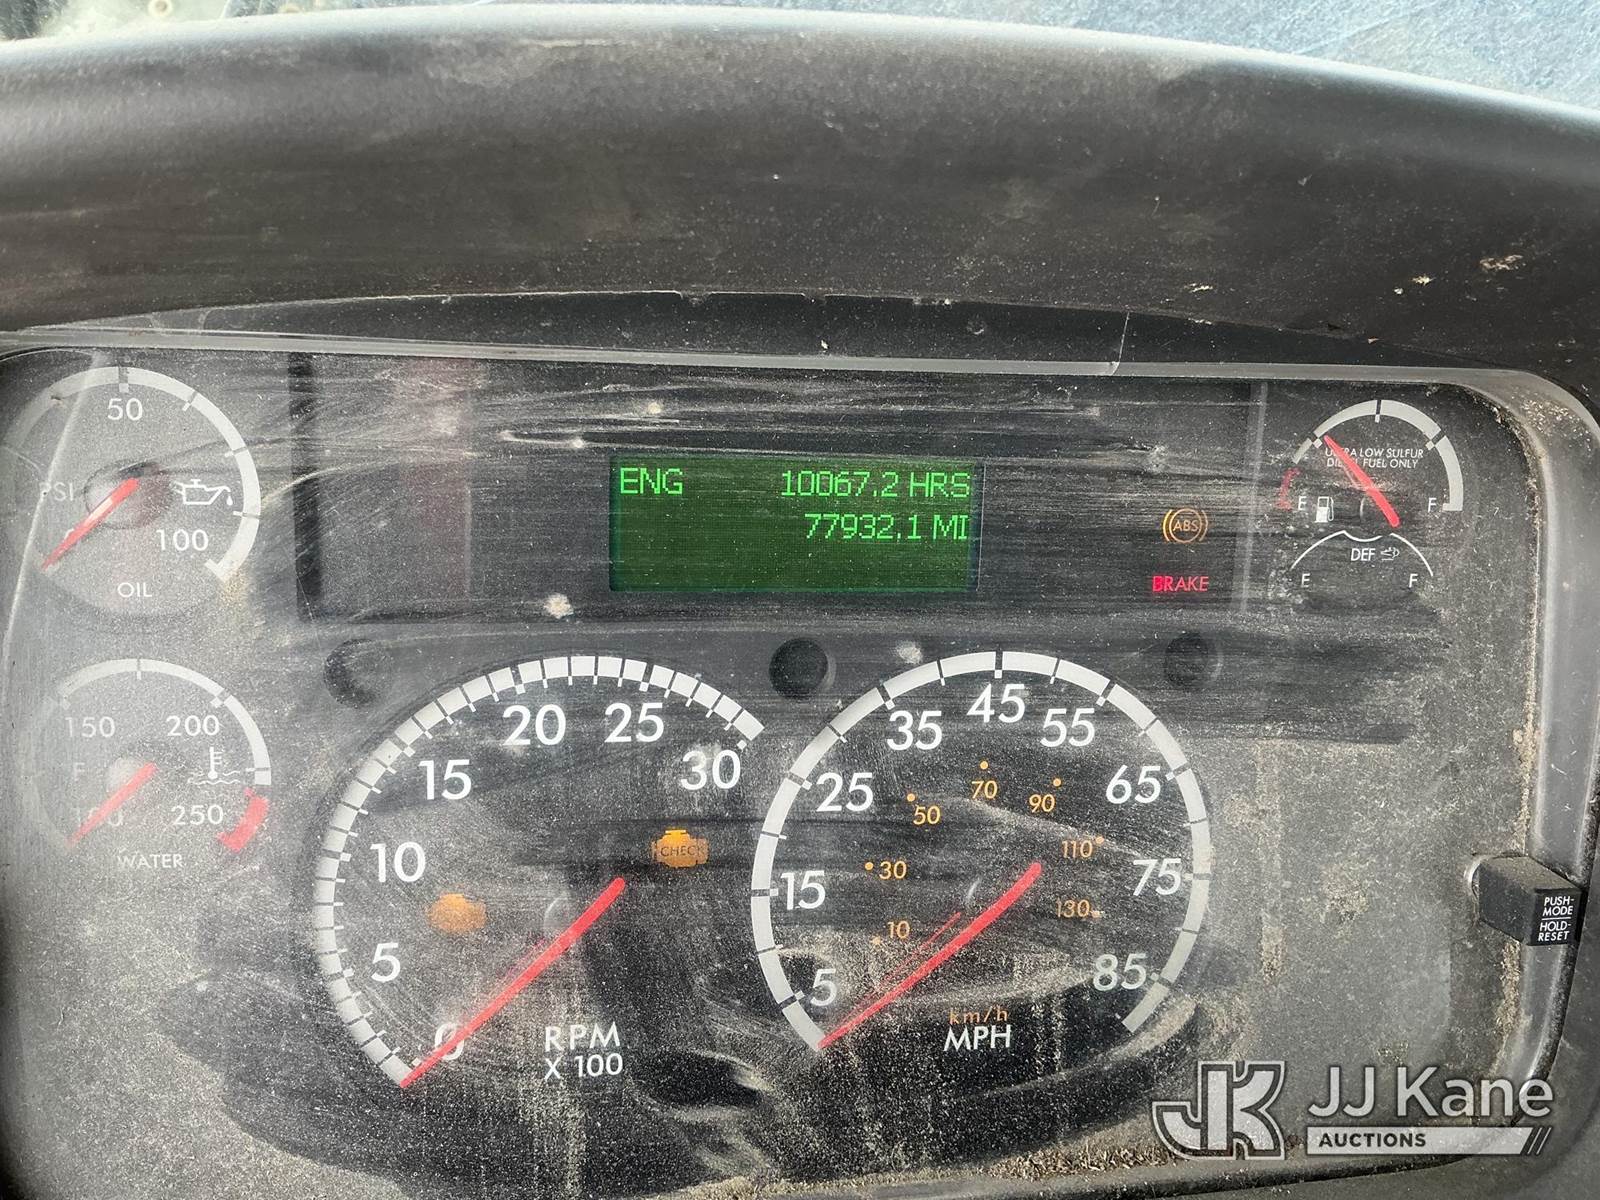 50
PSI
100
OIL
ENG 10067.2 HRS
77932.1 MI
ABS
BRAKE
ULTRA LOW SULFUR
DIESEL FUEL ONLY
E F
DEF
E F
150 200
F
100 250
WATER
0 5 10 15 20 25 30
CHECK
RPM
X 100
5 15 25 35 45 55 65 75 85
10 30 50 70 90 110 130
km/h
MPH
PUSH-
MODE
HOLD-
RESET
JK JJ Kane
AUCTIONS